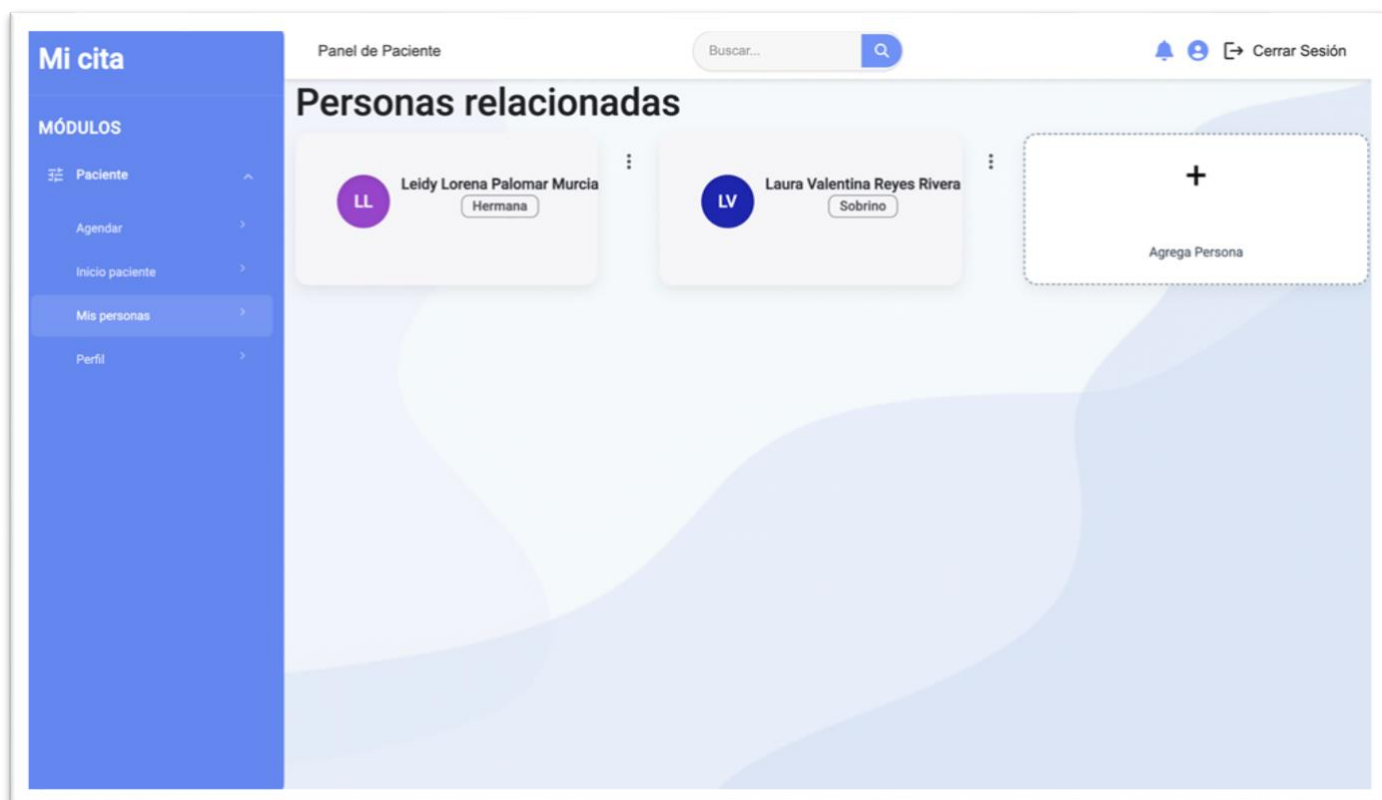 Mi cita
Panel de Paciente
Buscar...
Cerrar Sesión
MÓDULOS
Paciente
Agendar
Inicio paciente
Mis personas
Perfil
Personas relacionadas
LL
Leidy Lorena Palomar Murcia
Hermana
LV
Laura Valentina Reyes Rivera
Sobrino
+
Agrega Persona